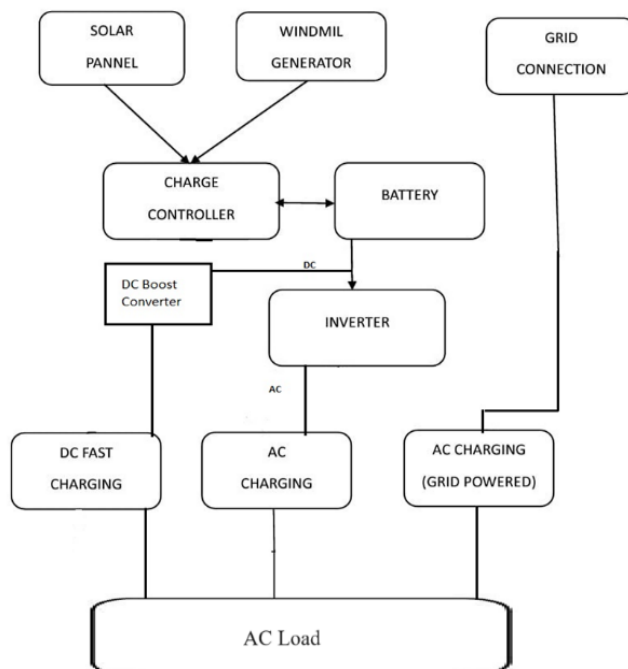 SOLAR
PANNEL
WINDMIL
GENERATOR
GRID
CONNECTION
CHARGE
CONTROLLER
BATTERY
DC
DC Boost
Converter
INVERTER
AC
DC FAST
CHARGING
AC
CHARGING
AC CHARGING
(GRID POWERED)
AC Load